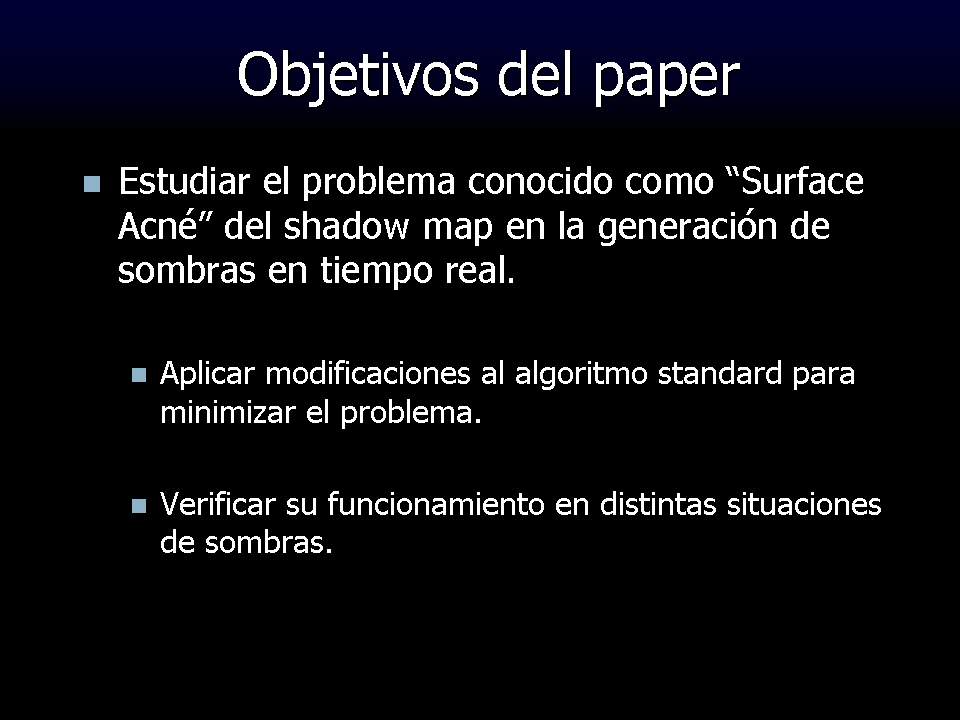 Objetivos del paper
Estudiar el problema conocido como “Surface
Acné” del shadow map en la generación de
sombras en tiempo real.
Aplicar modificaciones al algoritmo standard para
minimizar el problema.
Verificar su funcionamiento en distintas situaciones
de sombras.